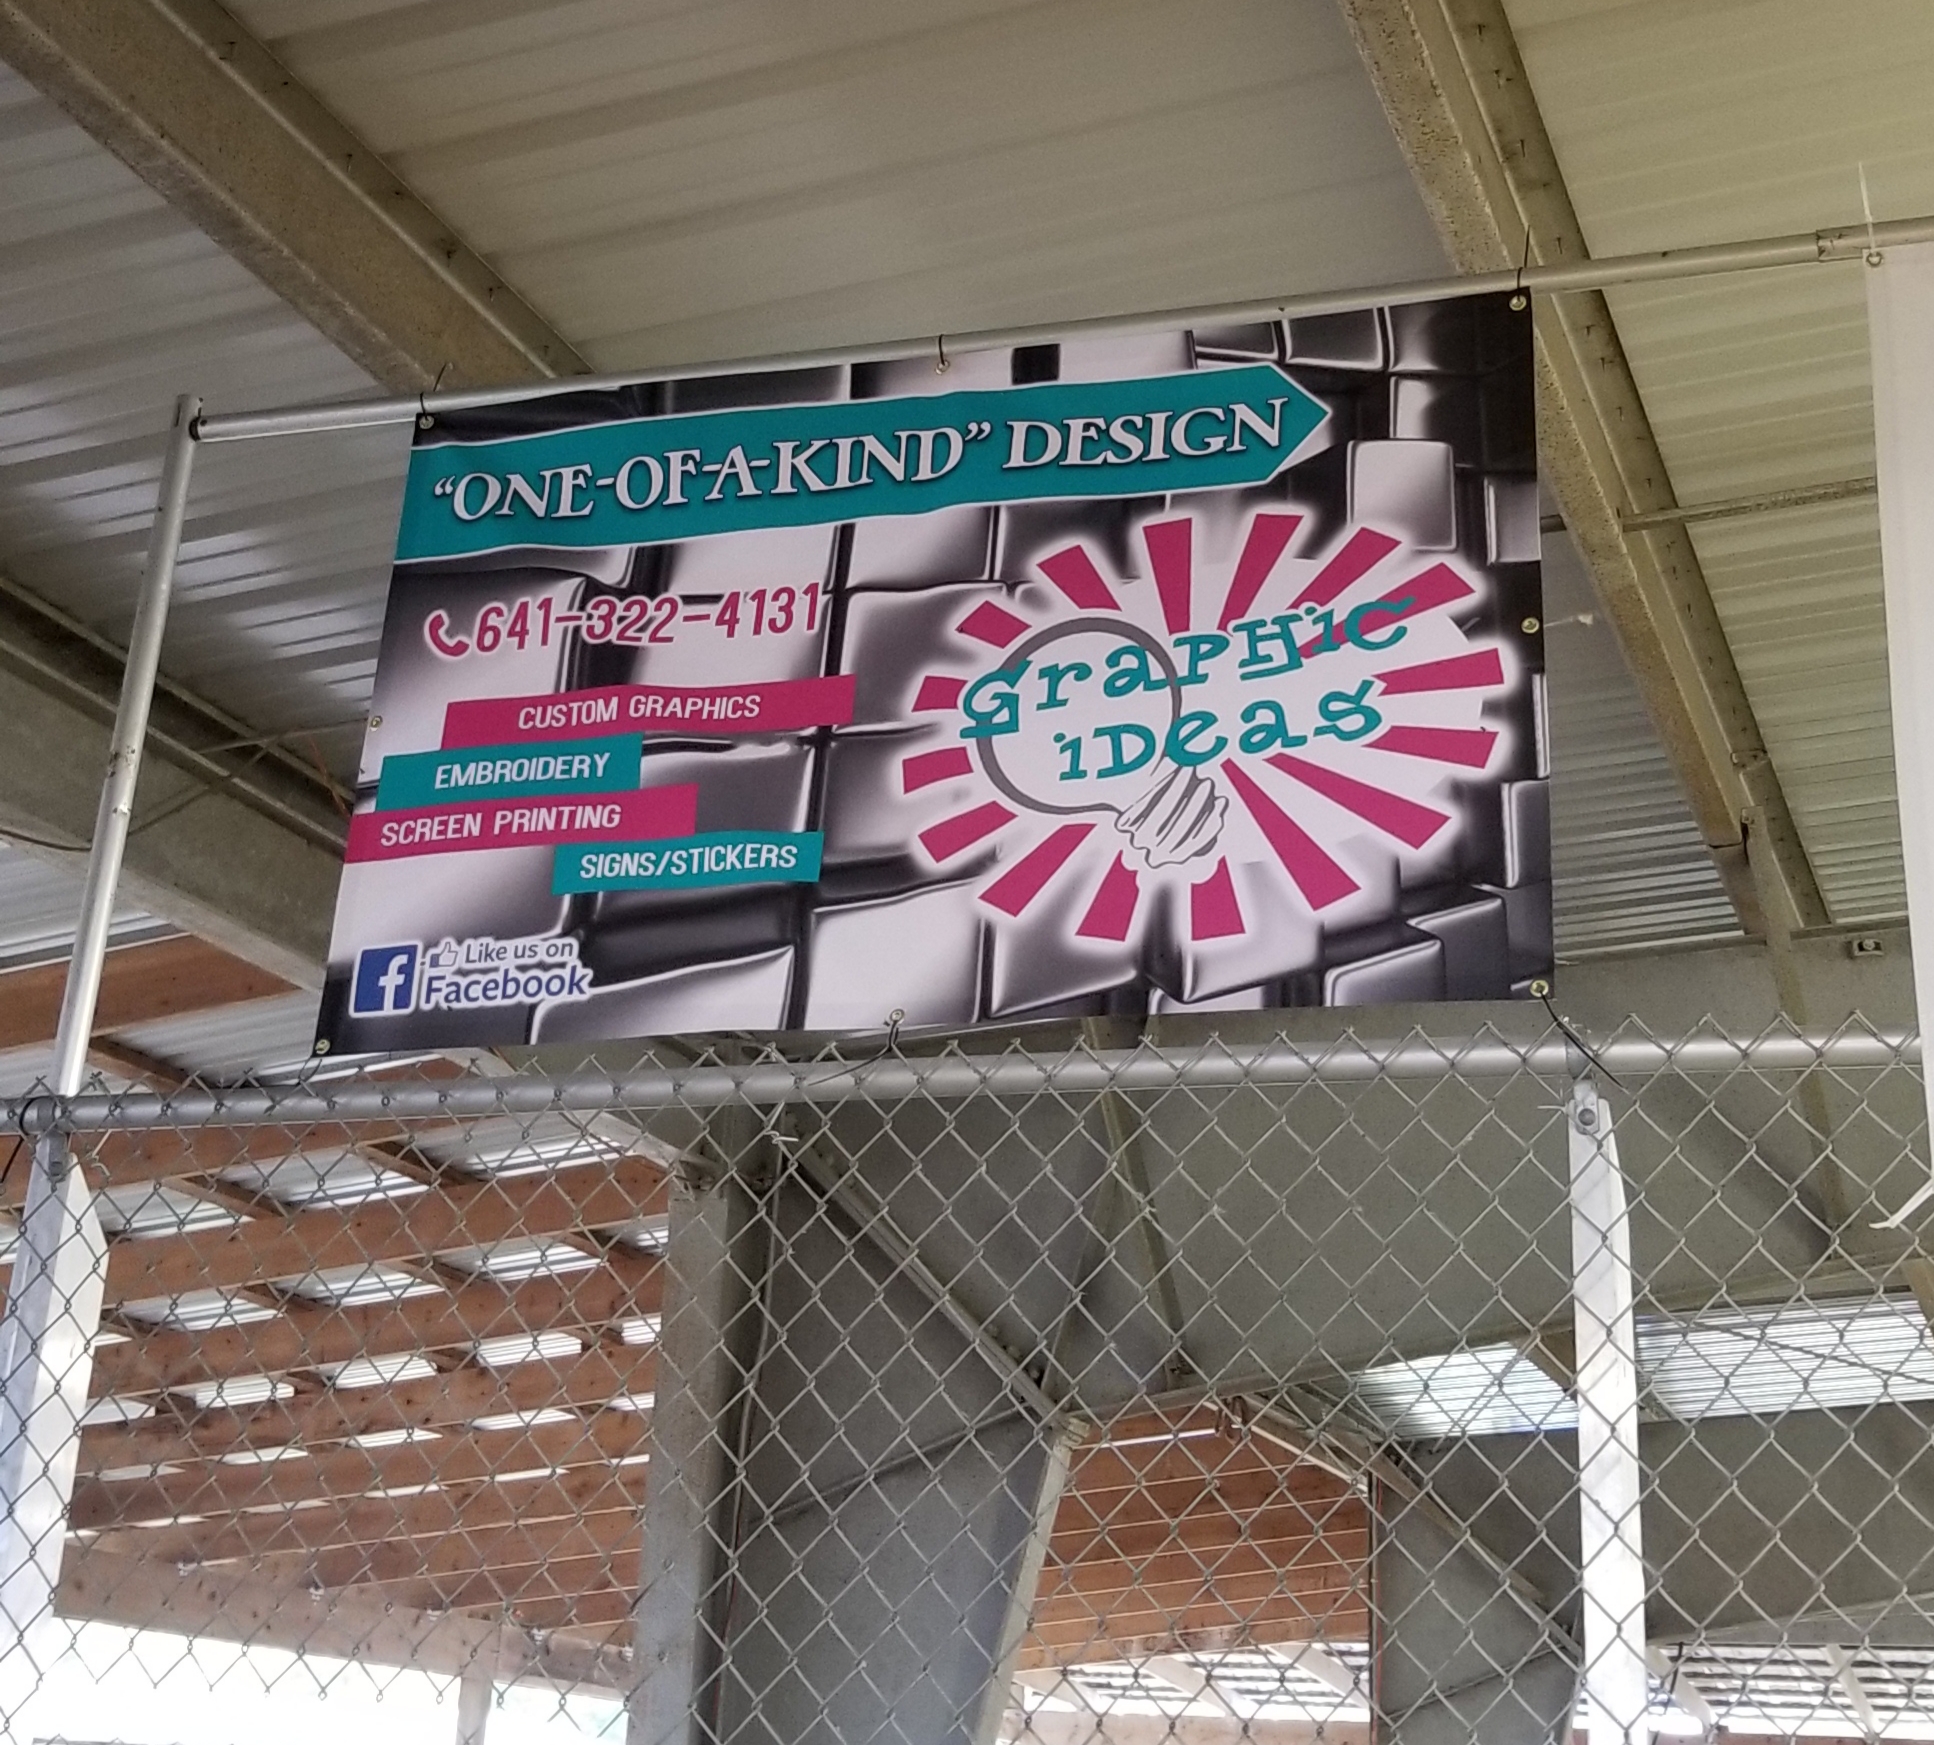 “ONE-OF-A-KIND” DESIGN
641-322-4131
CUSTOM GRAPHICS
EMBROIDERY
SCREEN PRINTING
SIGNS/STICKERS
GrapHiC
iDeas
f Like us on
Facebook